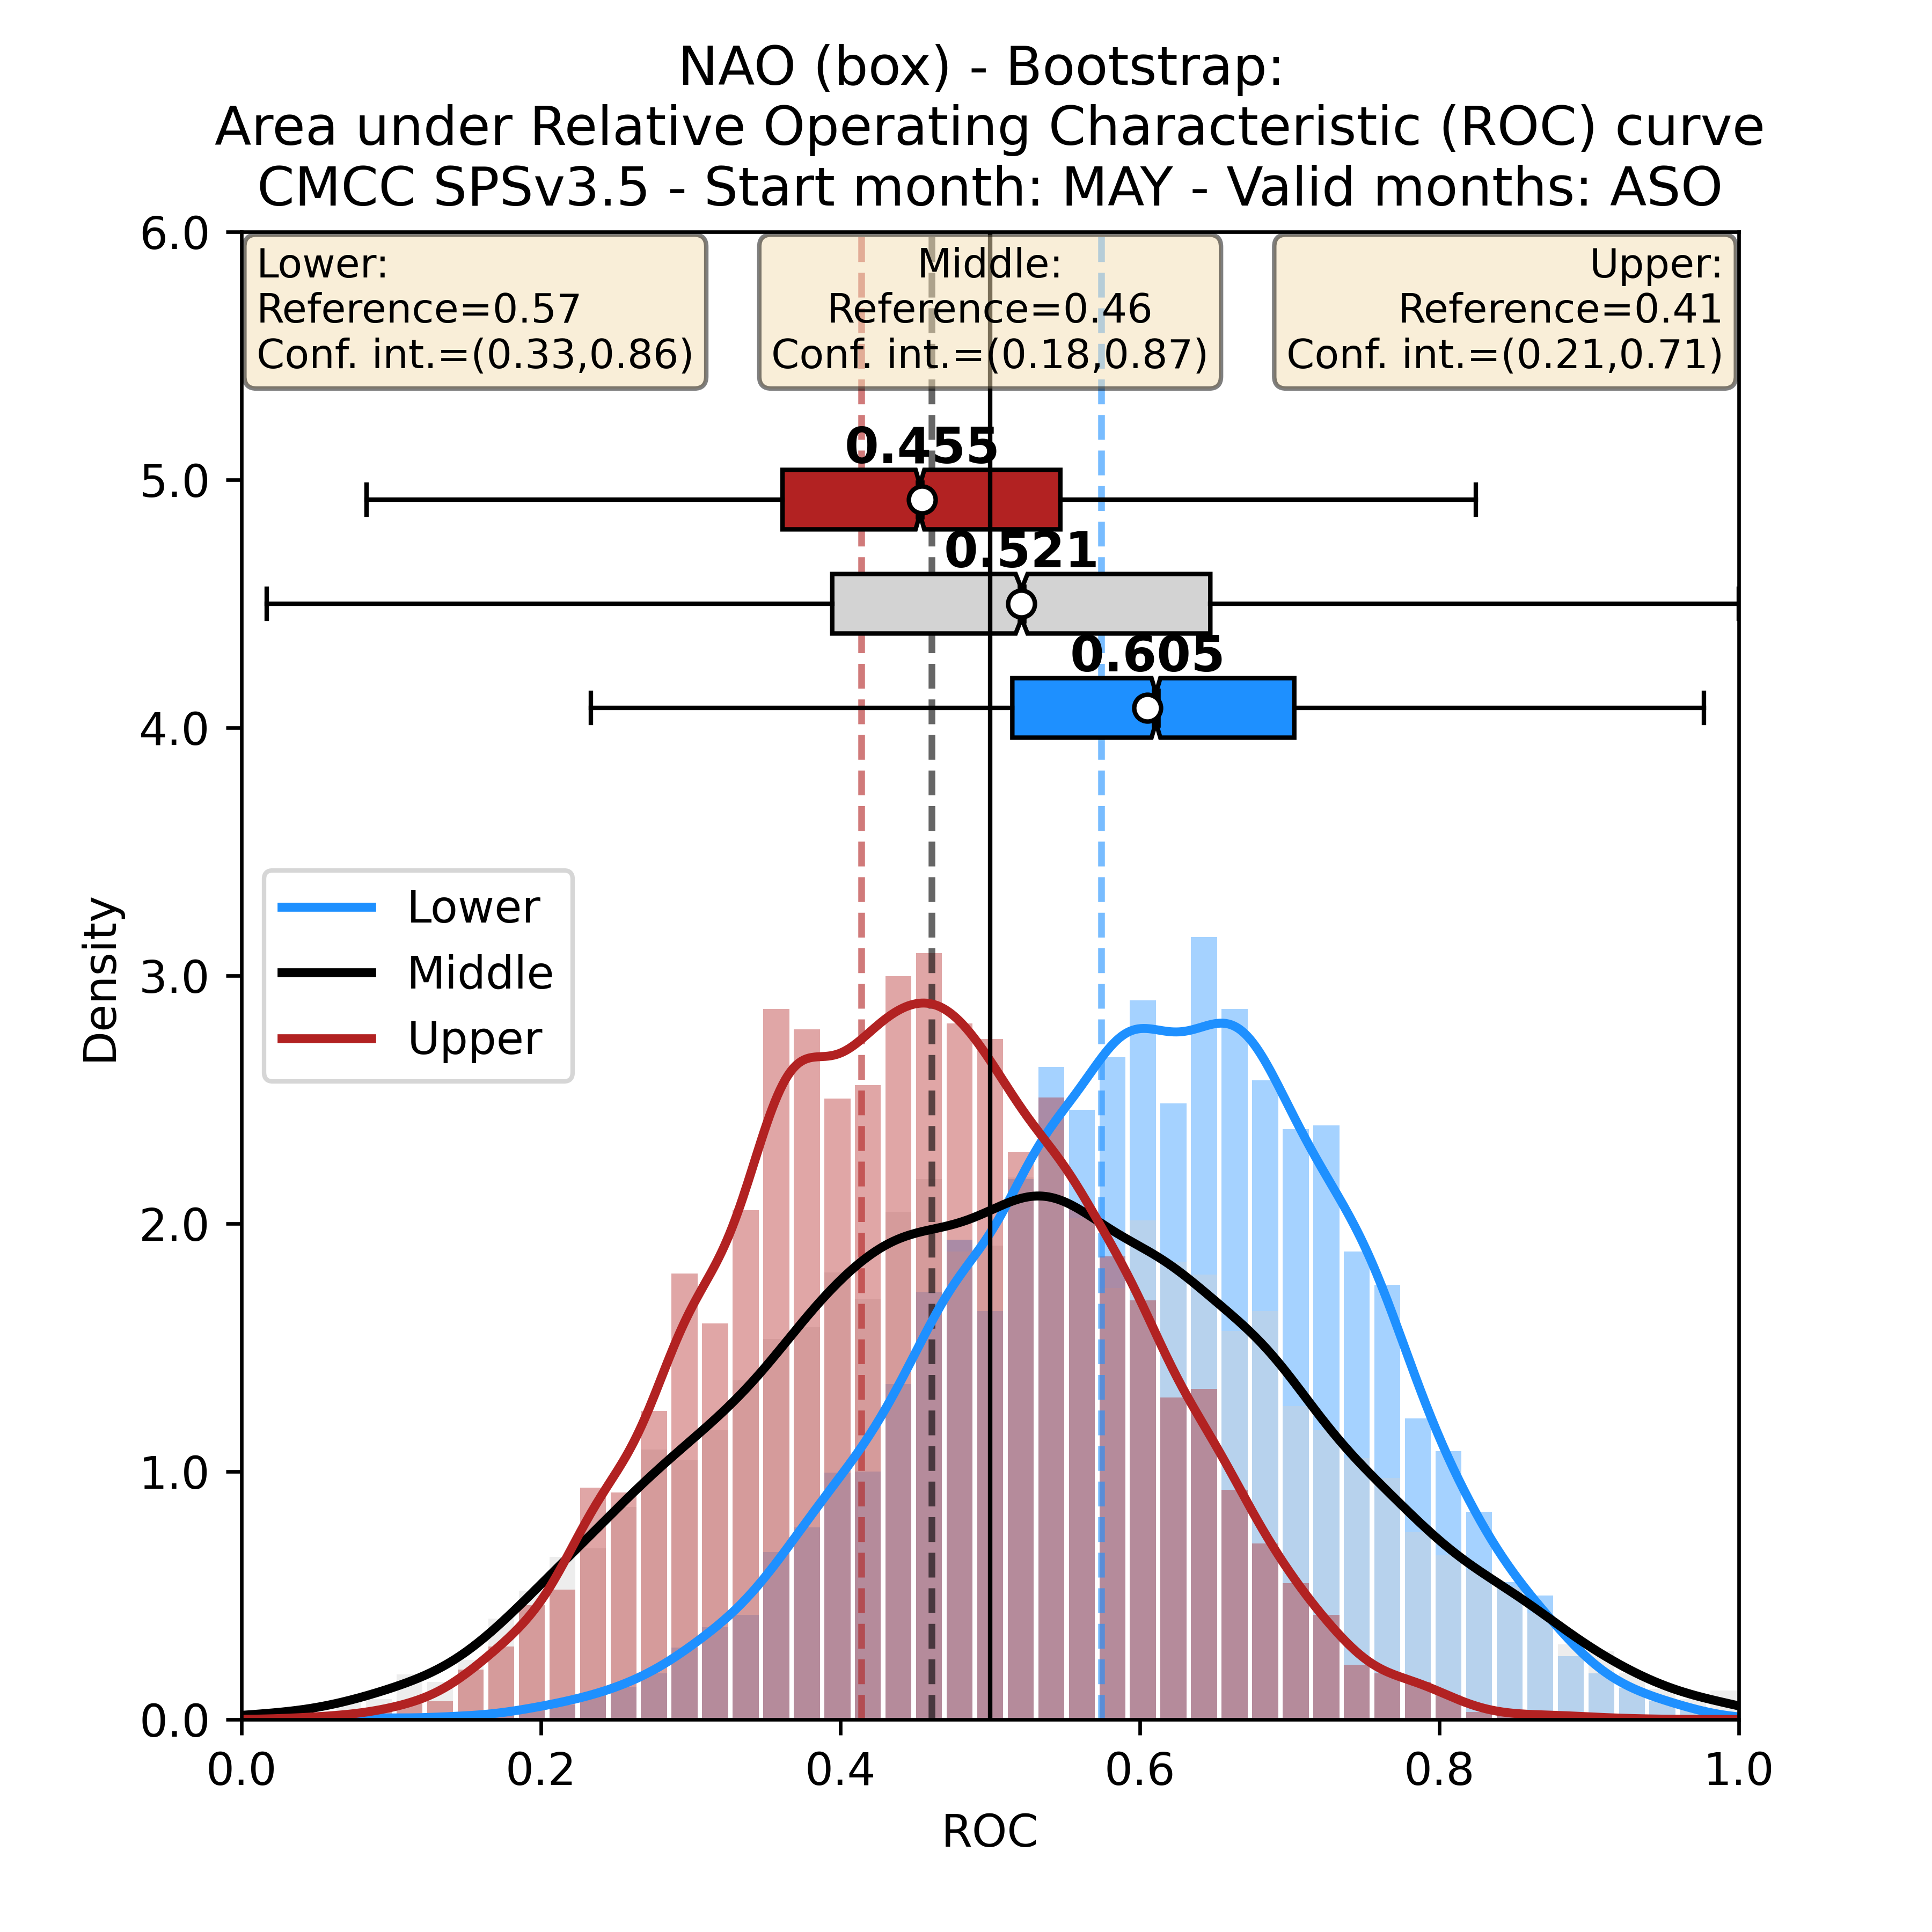 NAO (box) - Bootstrap:
Area under Relative Operating Characteristic (ROC) curve
CMCC SPSv3.5 - Start month: MAY - Valid months: ASO
6.0
Lower:
Reference=0.57
Conf. int.=(0.33,0.86)
Middle:
Reference=0.46
Conf. int.=(0.18,0.87)
Upper:
Reference=0.41
Conf. int.=(0.21,0.71)
0.455
5.0
0.521
0.605
4.0
Lower
Middle
Upper
3.0
Density
2.0
1.0
0.0
0.0 0.2 0.4 0.6 0.8 1.0
ROC